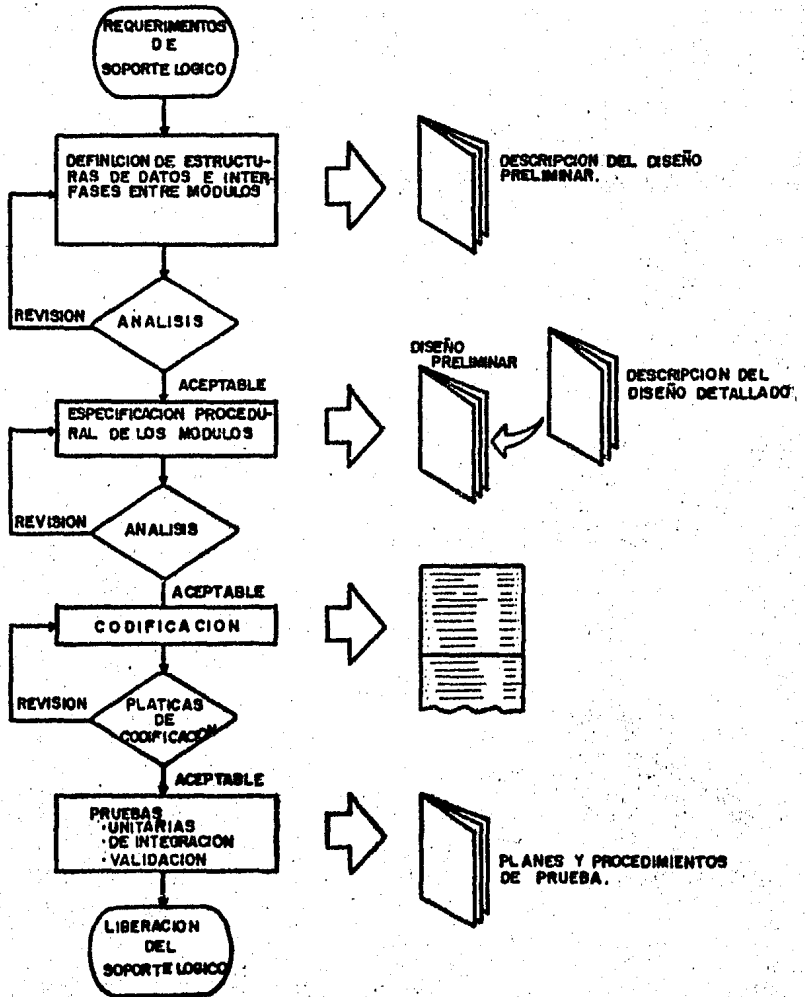 REQUERIMENTOS
DE
SOPORTE LOGICO
DEFINICION DE ESTRUCTU-
RAS DE DATOS E INTER-
FASES ENTRE MODULOS
DESCRIPCION DEL DISEÑO
PRELIMINAR.
REVISION
ANALISIS
ACEPTABLE
DISEÑO
PRELIMINAR
DESCRIPCION DEL
DISEÑO DETALLADO
ESPECIFICACION PROCEDU-
RAL DE LOS MODULOS
REVISION
ANALISIS
ACEPTABLE
CODIFICACION
REVISION
PLATICAS
DE
CODIFICACION
ACEPTABLE
PRUEBAS
·UNITARIAS
·DE INTEGRACION
·VALIDACION
PLANES Y PROCEDIMIENTOS
DE PRUEBA.
LIBERACION
DEL
SOPORTE LOGICO